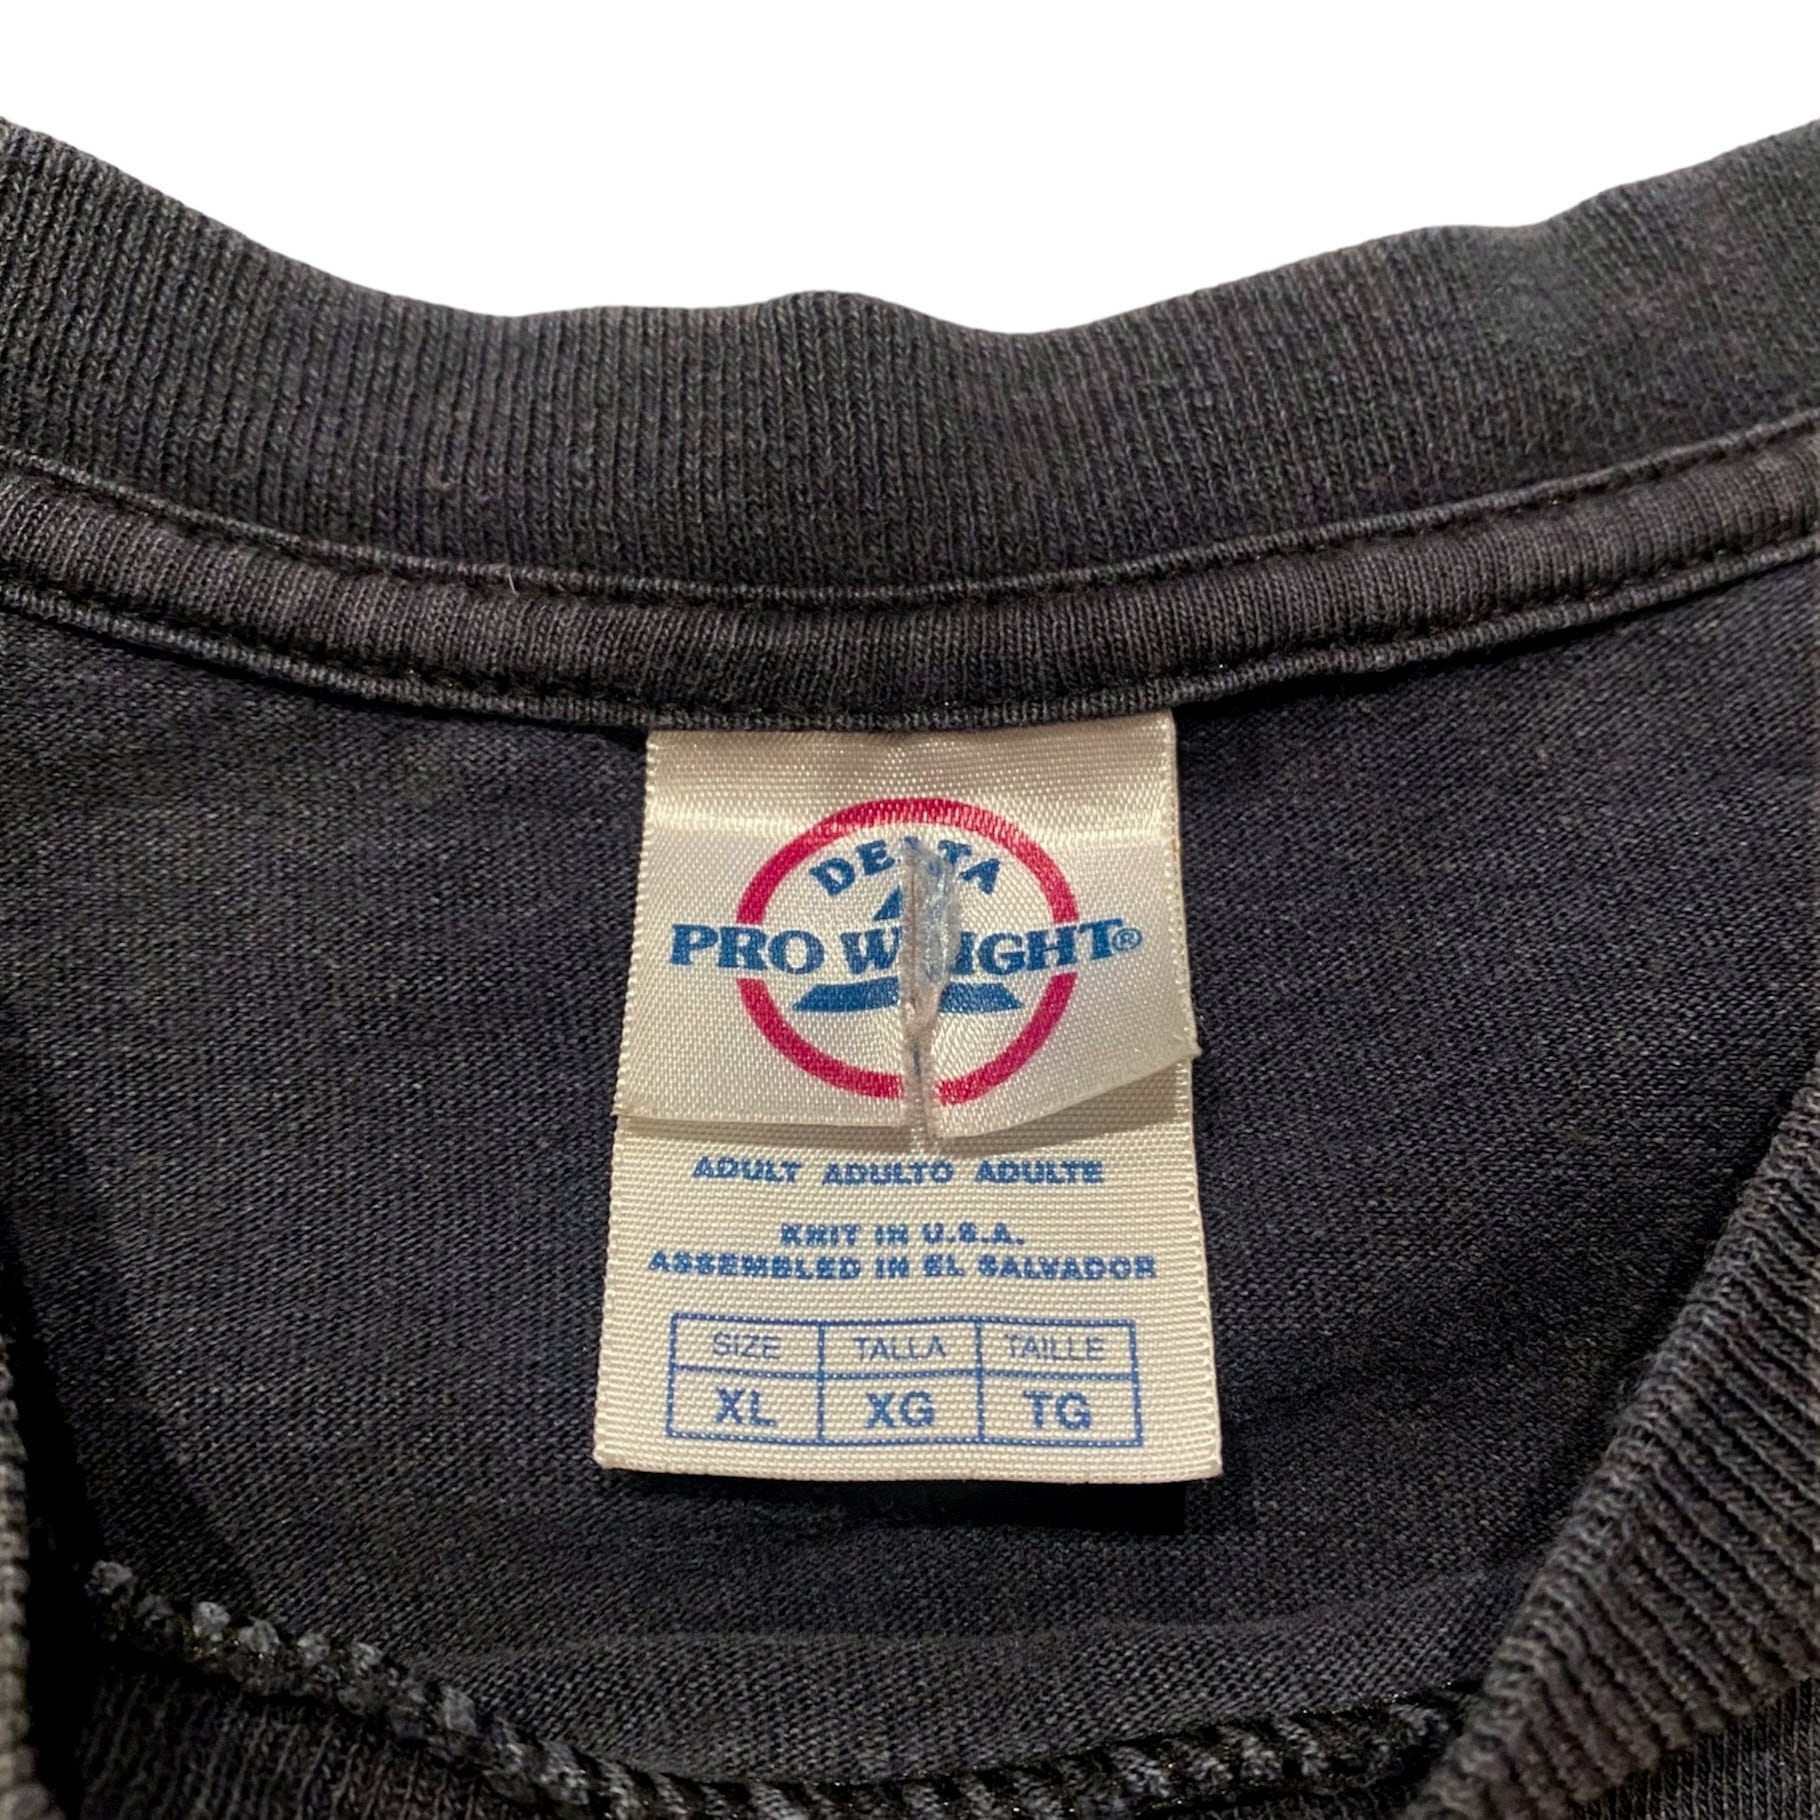 DELTA
PRO WEIGHT®
ADULT ADULTO ADULTE
KNIT IN U.S.A.
ASSEMBLED IN EL SALVADOR
SIZE TALLA TAILLE
XL XG TG